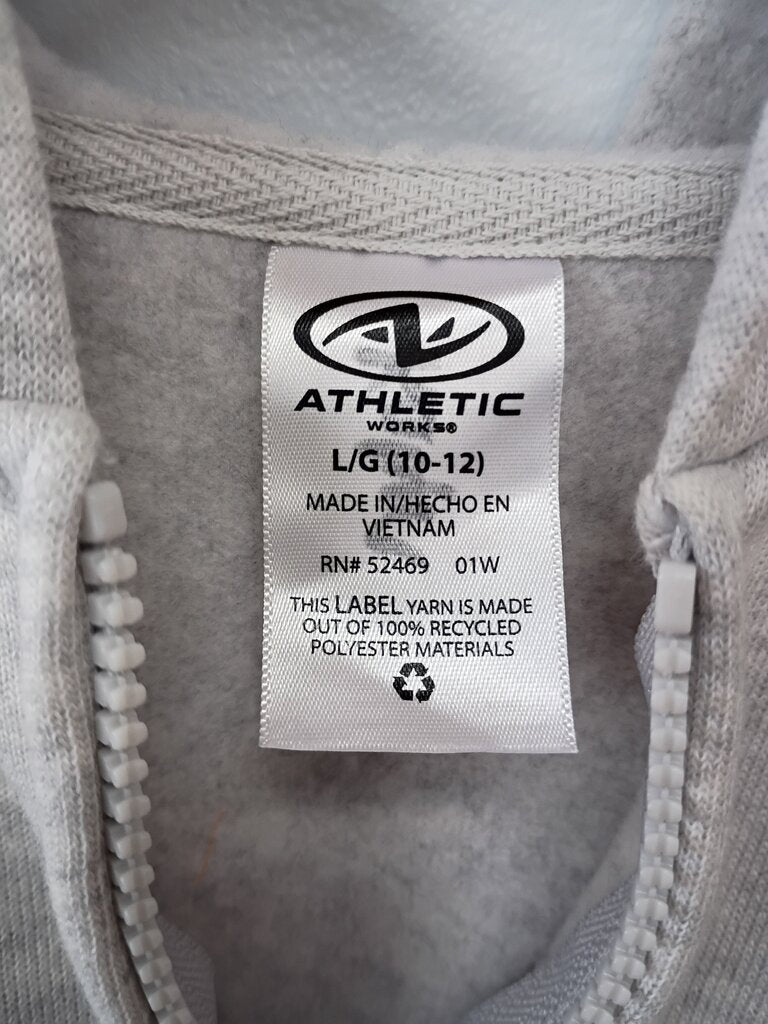 ATHLETIC
WORKS®
L/G (10-12)
MADE IN/HECHO EN
VIETNAM
RN# 52469 01W
THIS LABEL YARN IS MADE
OUT OF 100% RECYCLED
POLYESTER MATERIALS